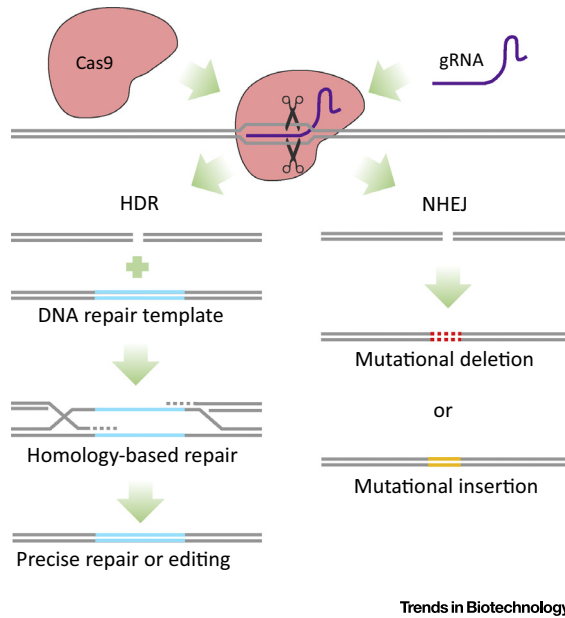 Cas9
gRNA
HDR
NHEJ
DNA repair template
Mutational deletion
or
Homology-based repair
Mutational insertion
Precise repair or editing
Trends in Biotechnology